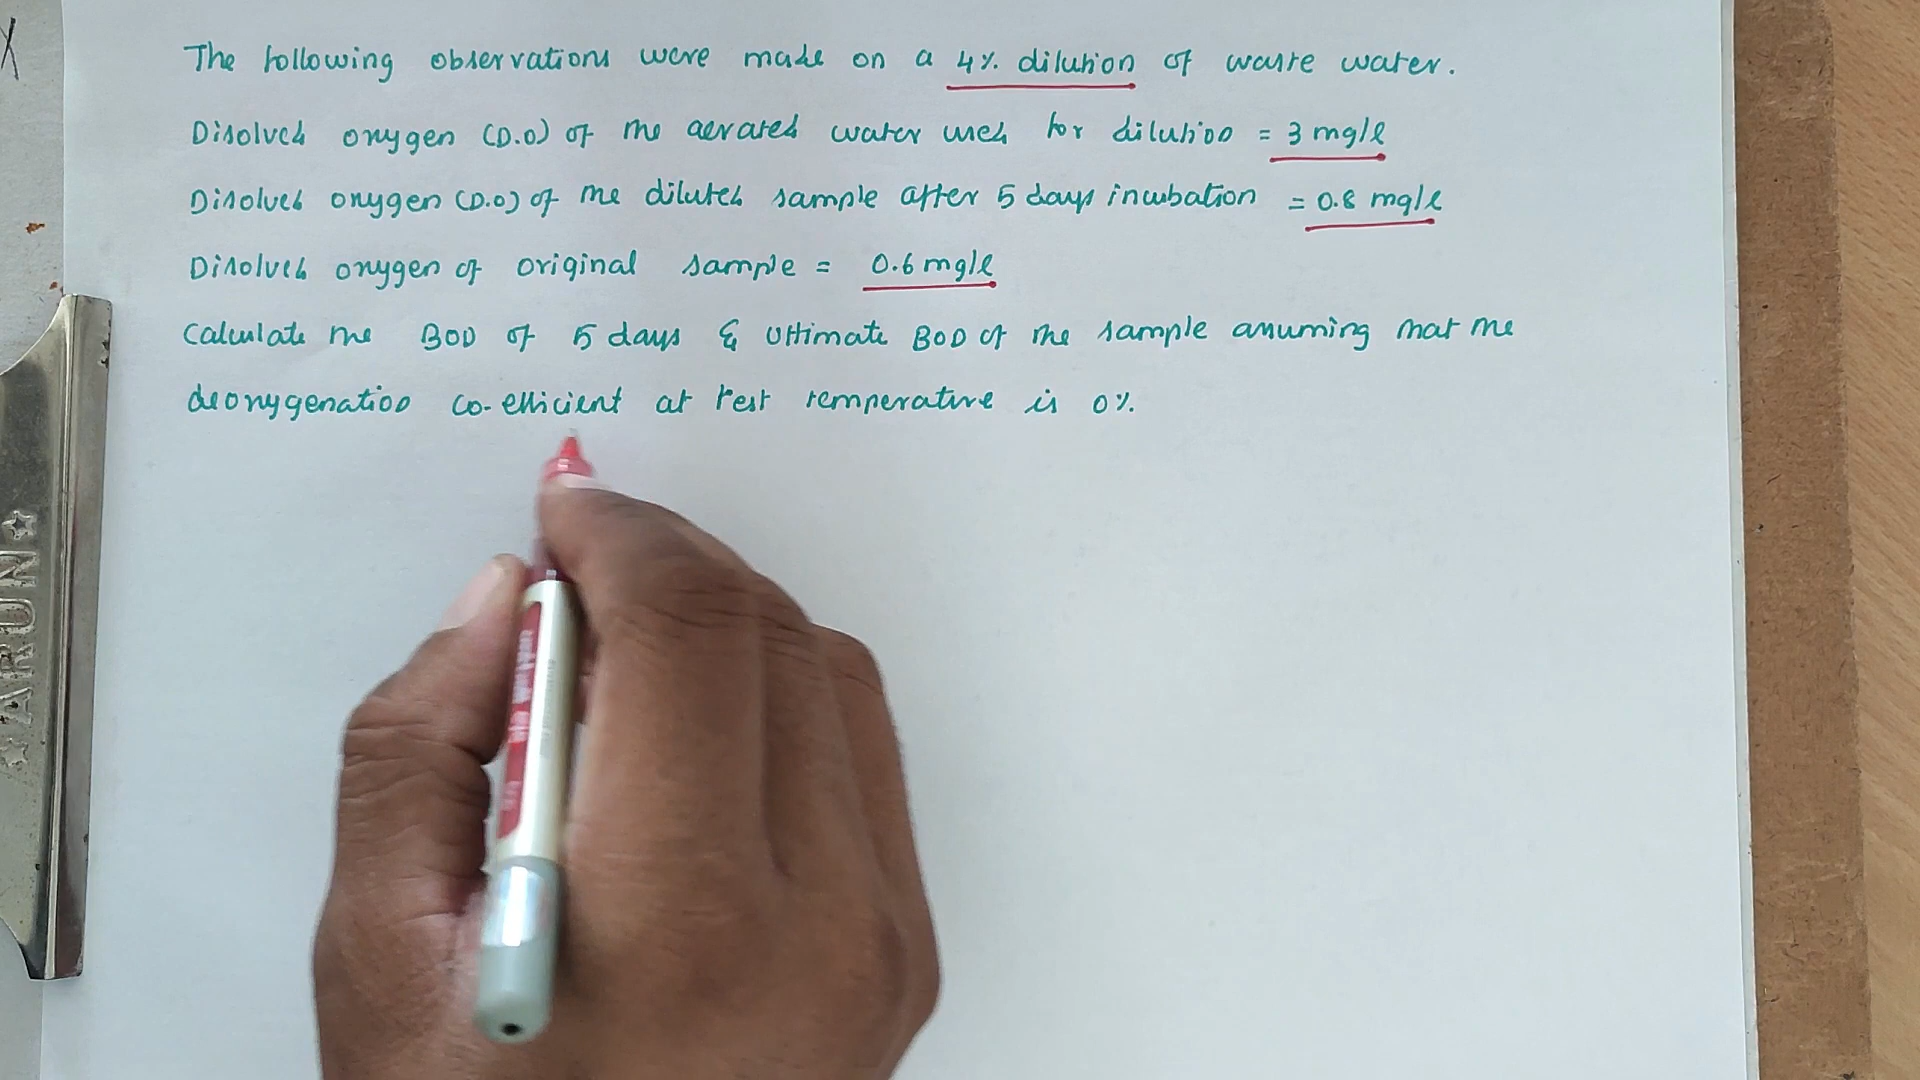 The following observations were made on a 4% dilution of waste water.
Disolved oxygen (D.O) of the aerated water used for dilution = 3 mg/l
Disolved oxygen (D.O) of the diluted sample after 5 days incubation = 0.8 mg/l
Disolved oxygen of original sample = 0.6 mg/l
Calculate the BOD of 5 days & Ultimate BOD of the sample assuming that the
deoxygenation co-efficient at test temperature is 0%.
ARUN